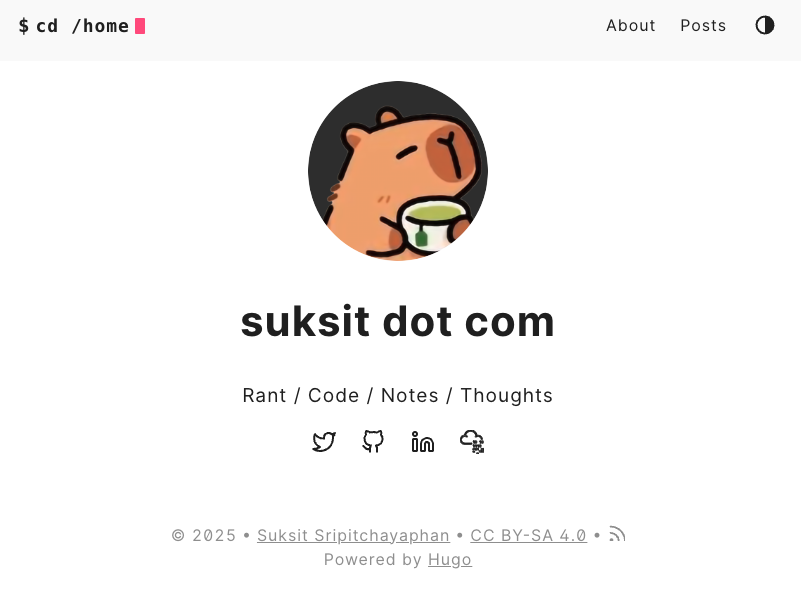 $ cd /home
About Posts
suksit dot com
Rant / Code / Notes / Thoughts
© 2025 • Suksit Sripitchayaphan • CC BY-SA 4.0 •
Powered by Hugo